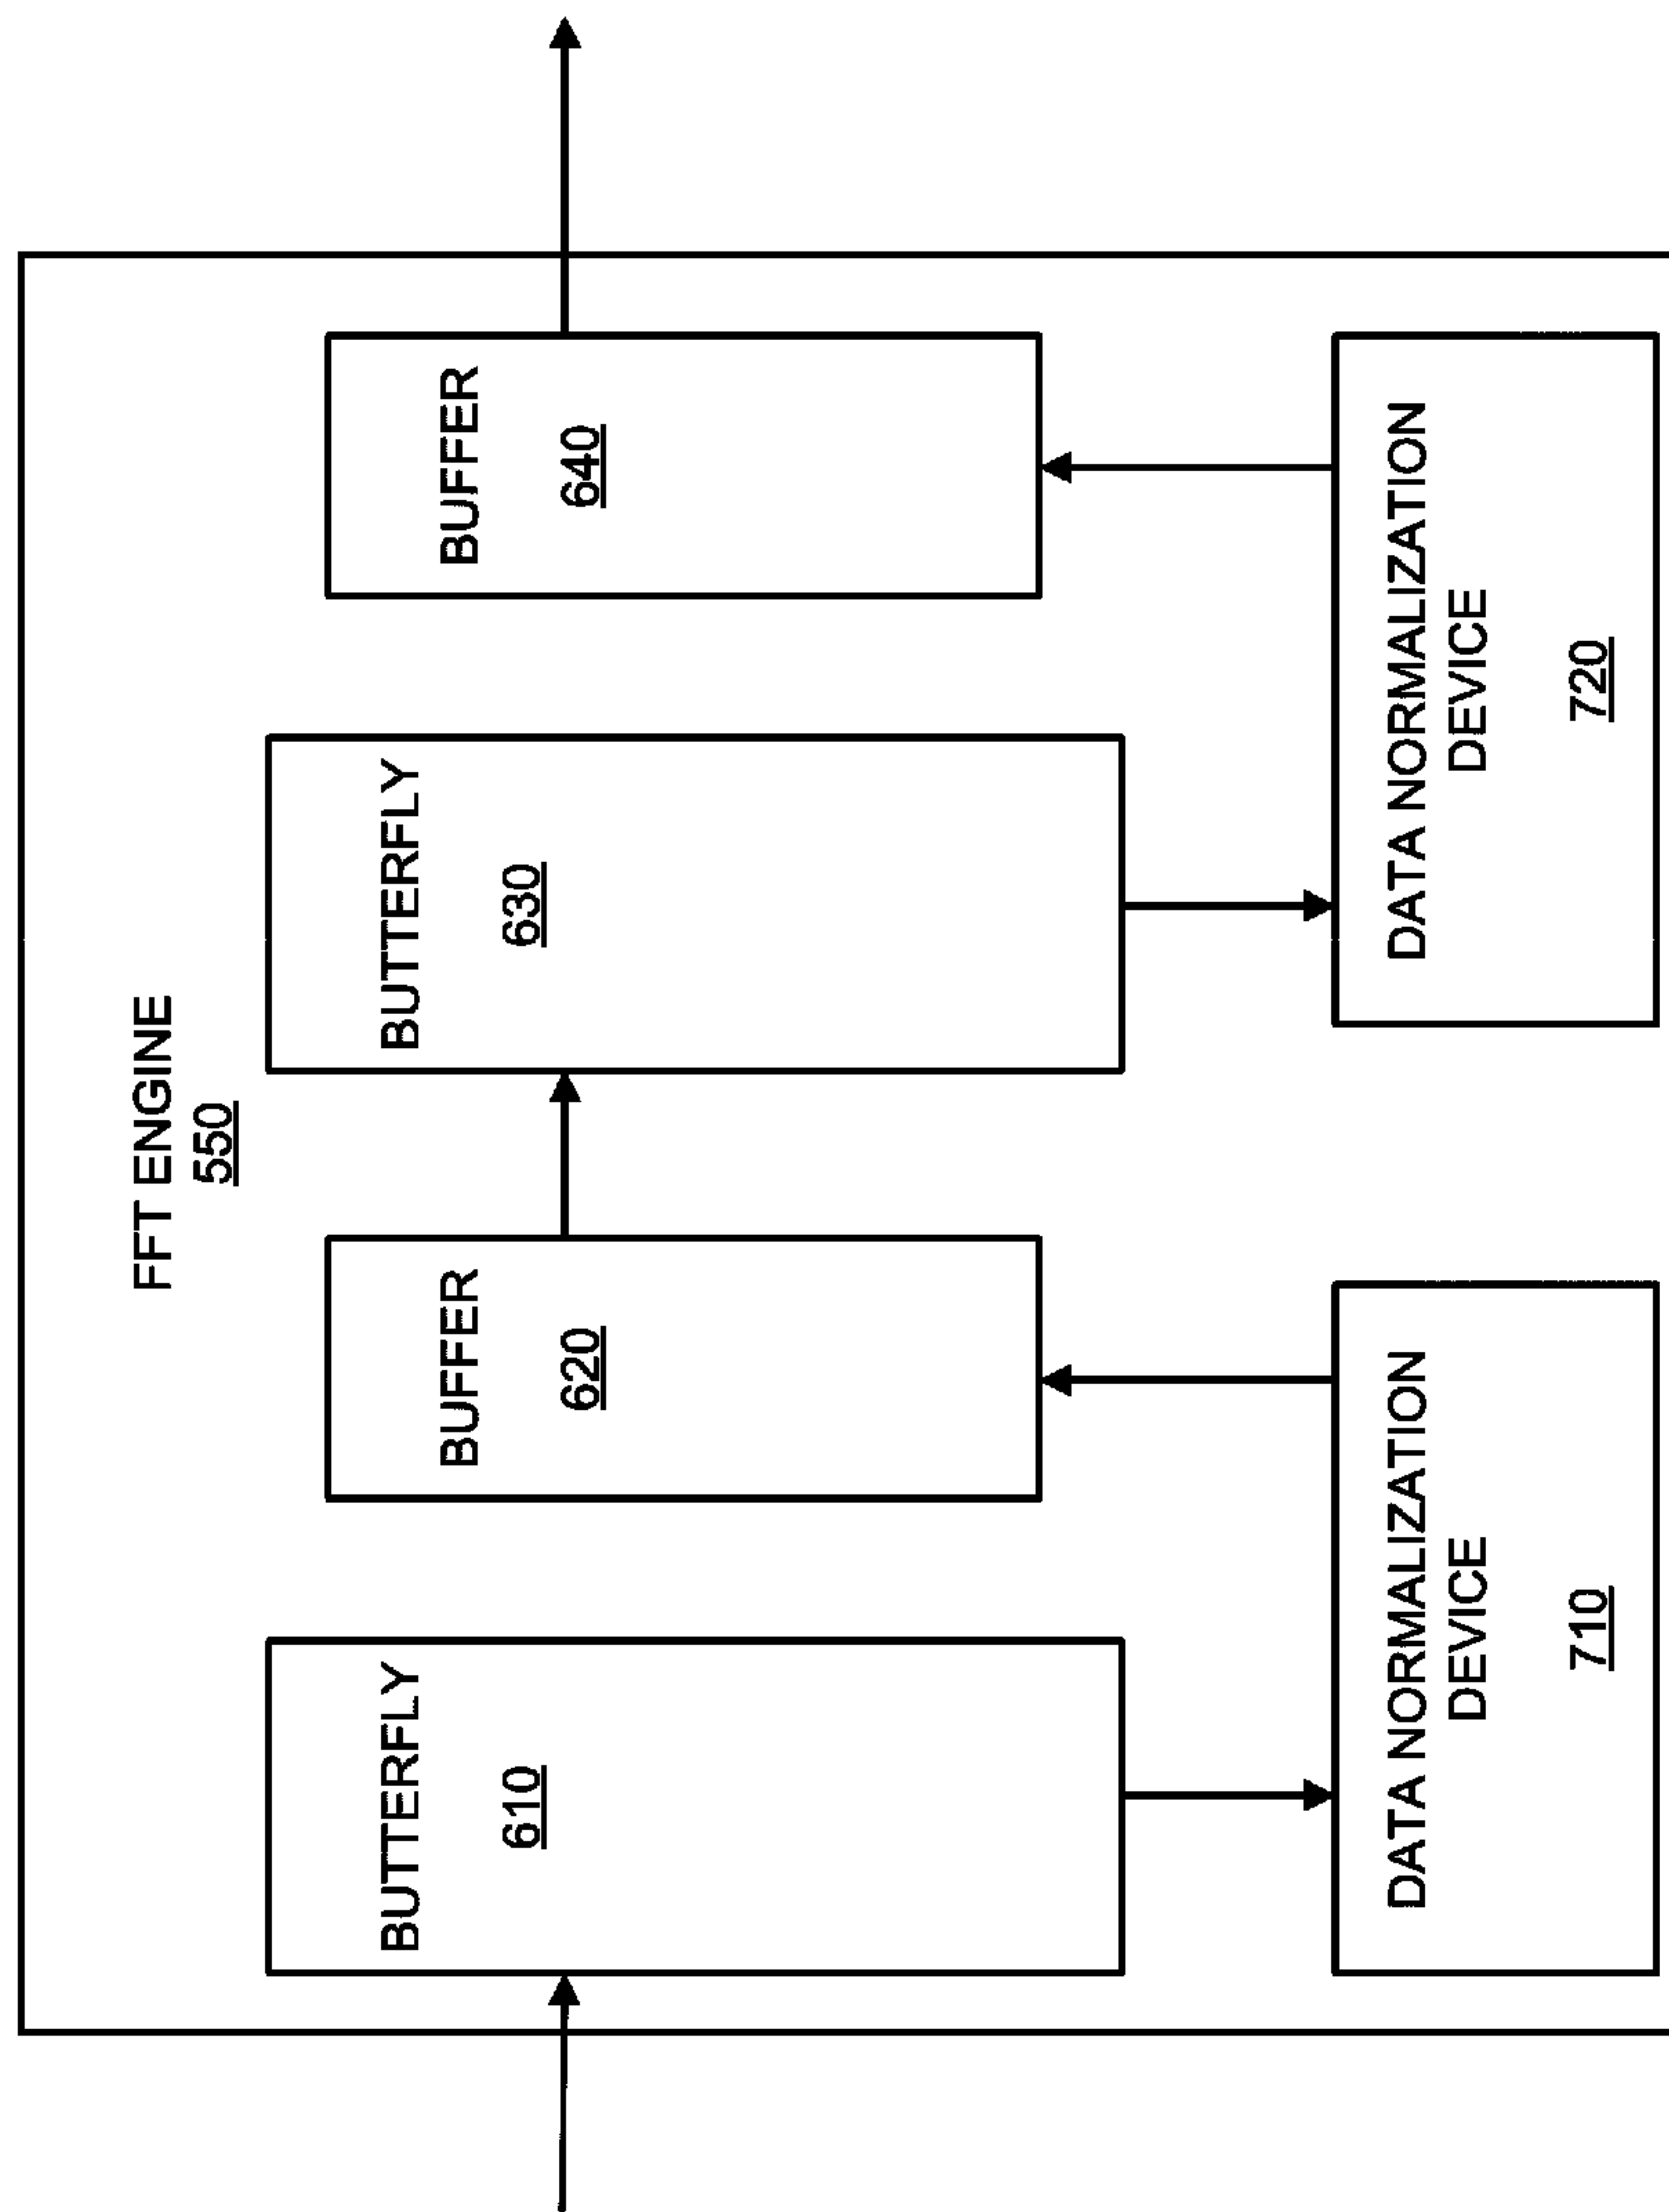 FFT ENGINE
550
BUTTERFLY
610
BUFFER
620
BUTTERFLY
630
BUFFER
640
DATA NORMALIZATION
DEVICE
710
DATA NORMALIZATION
DEVICE
720